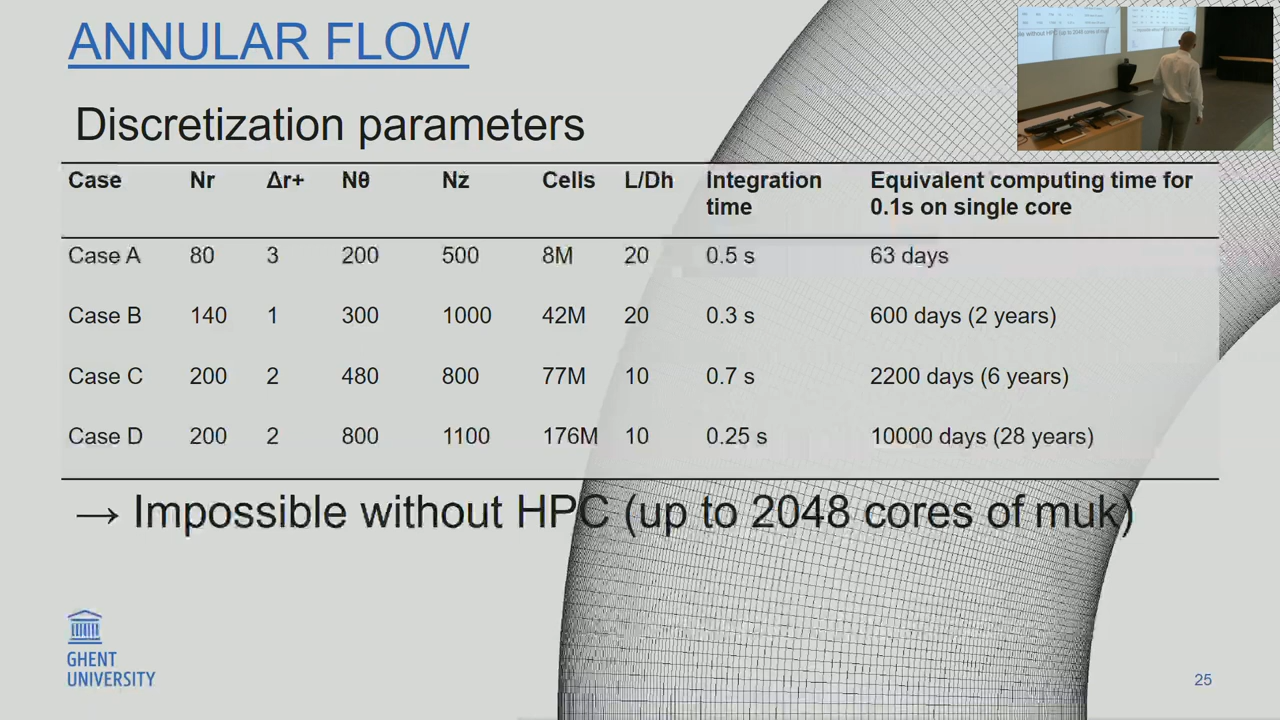 ANNULAR FLOW
Discretization parameters
Case Nr Δr+ Nθ Nz Cells L/Dh Integration time Equivalent computing time for 0.1s on single core
Case A 80 3 200 500 8M 20 0.5 s 63 days
Case B 140 1 300 1000 42M 20 0.3 s 600 days (2 years)
Case C 200 2 480 800 77M 10 0.7 s 2200 days (6 years)
Case D 200 2 800 1100 176M 10 0.25 s 10000 days (28 years)
→ Impossible without HPC (up to 2048 cores of muk)
GHENT
UNIVERSITY
25